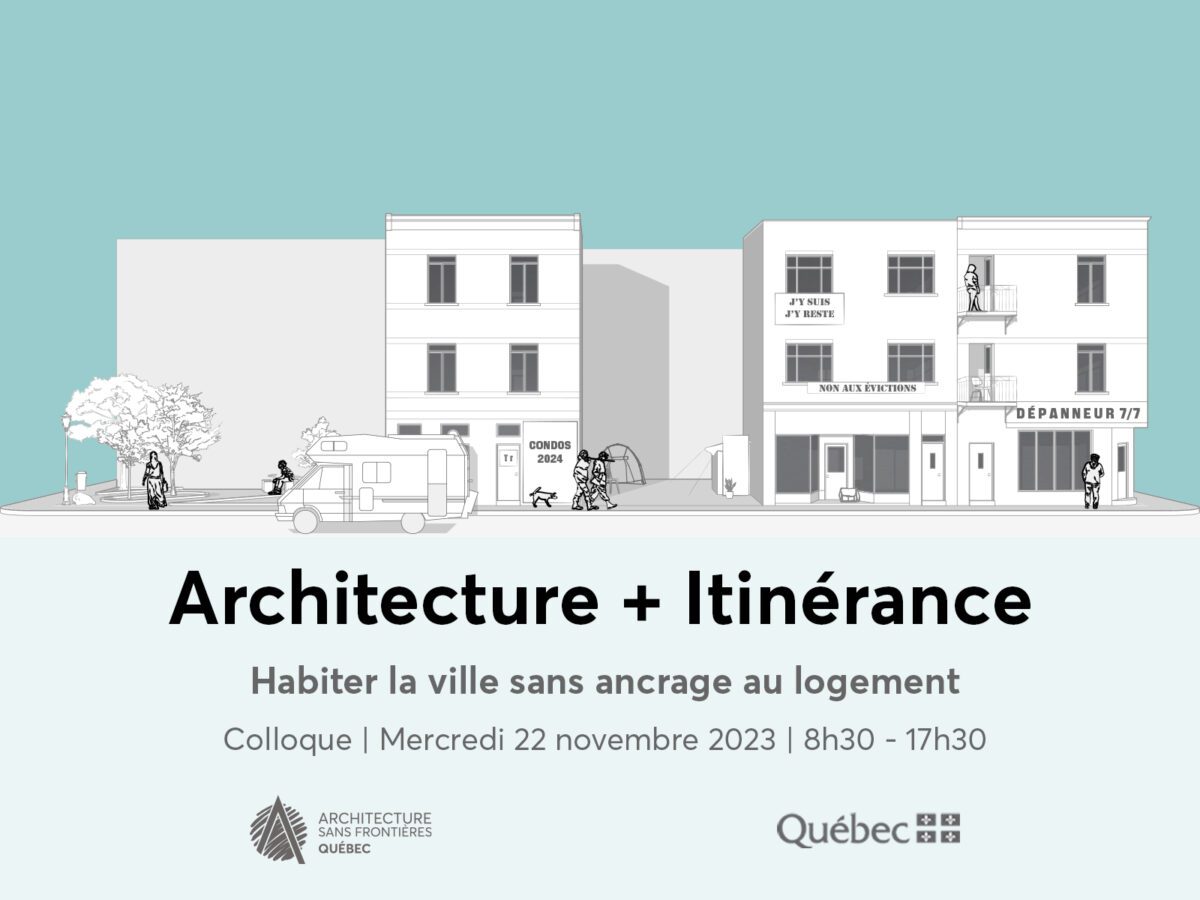 J'Y SUIS
J'Y RESTE
NON AUX ÉVICTIONS
DÉPANNEUR 7/7
CONDOS
2024
Architecture + Itinérance
Habiter la ville sans ancrage au logement
Colloque | Mercredi 22 novembre 2023 | 8h30 - 17h30
ARCHITECTURE
SANS FRONTIÈRES
QUÉBEC
Québec